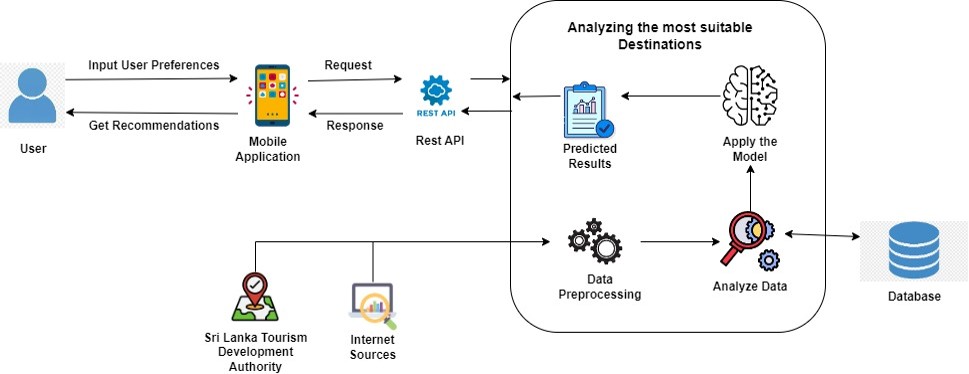 Analyzing the most suitable
Destinations
Input User Preferences
Request
REST API
Get Recommendations
Response
User
Mobile
Application
Rest API
Predicted
Results
Apply the
Model
Data
Preprocessing
Analyze Data
Database
Sri Lanka Tourism
Development
Authority
Internet
Sources